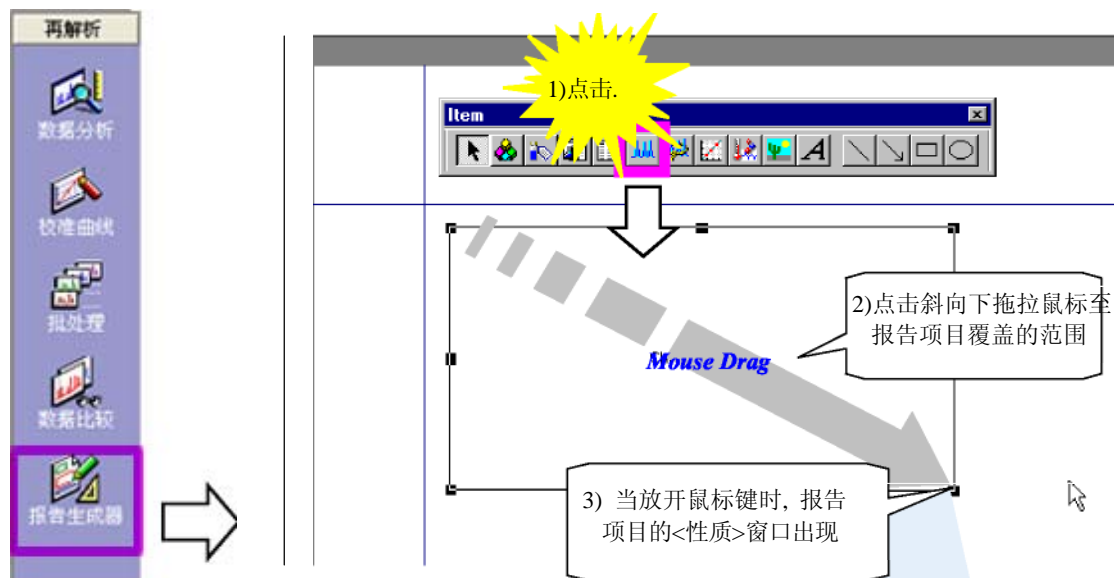 再解析
数据分析
校准曲线
批处理
数据比较
报告生成器
1)点击.
Item
A
2)点击斜向下拖拉鼠标至
报告项目覆盖的范围
Mouse Drag
3) 当放开鼠标键时, 报告
项目的<性质>窗口出现